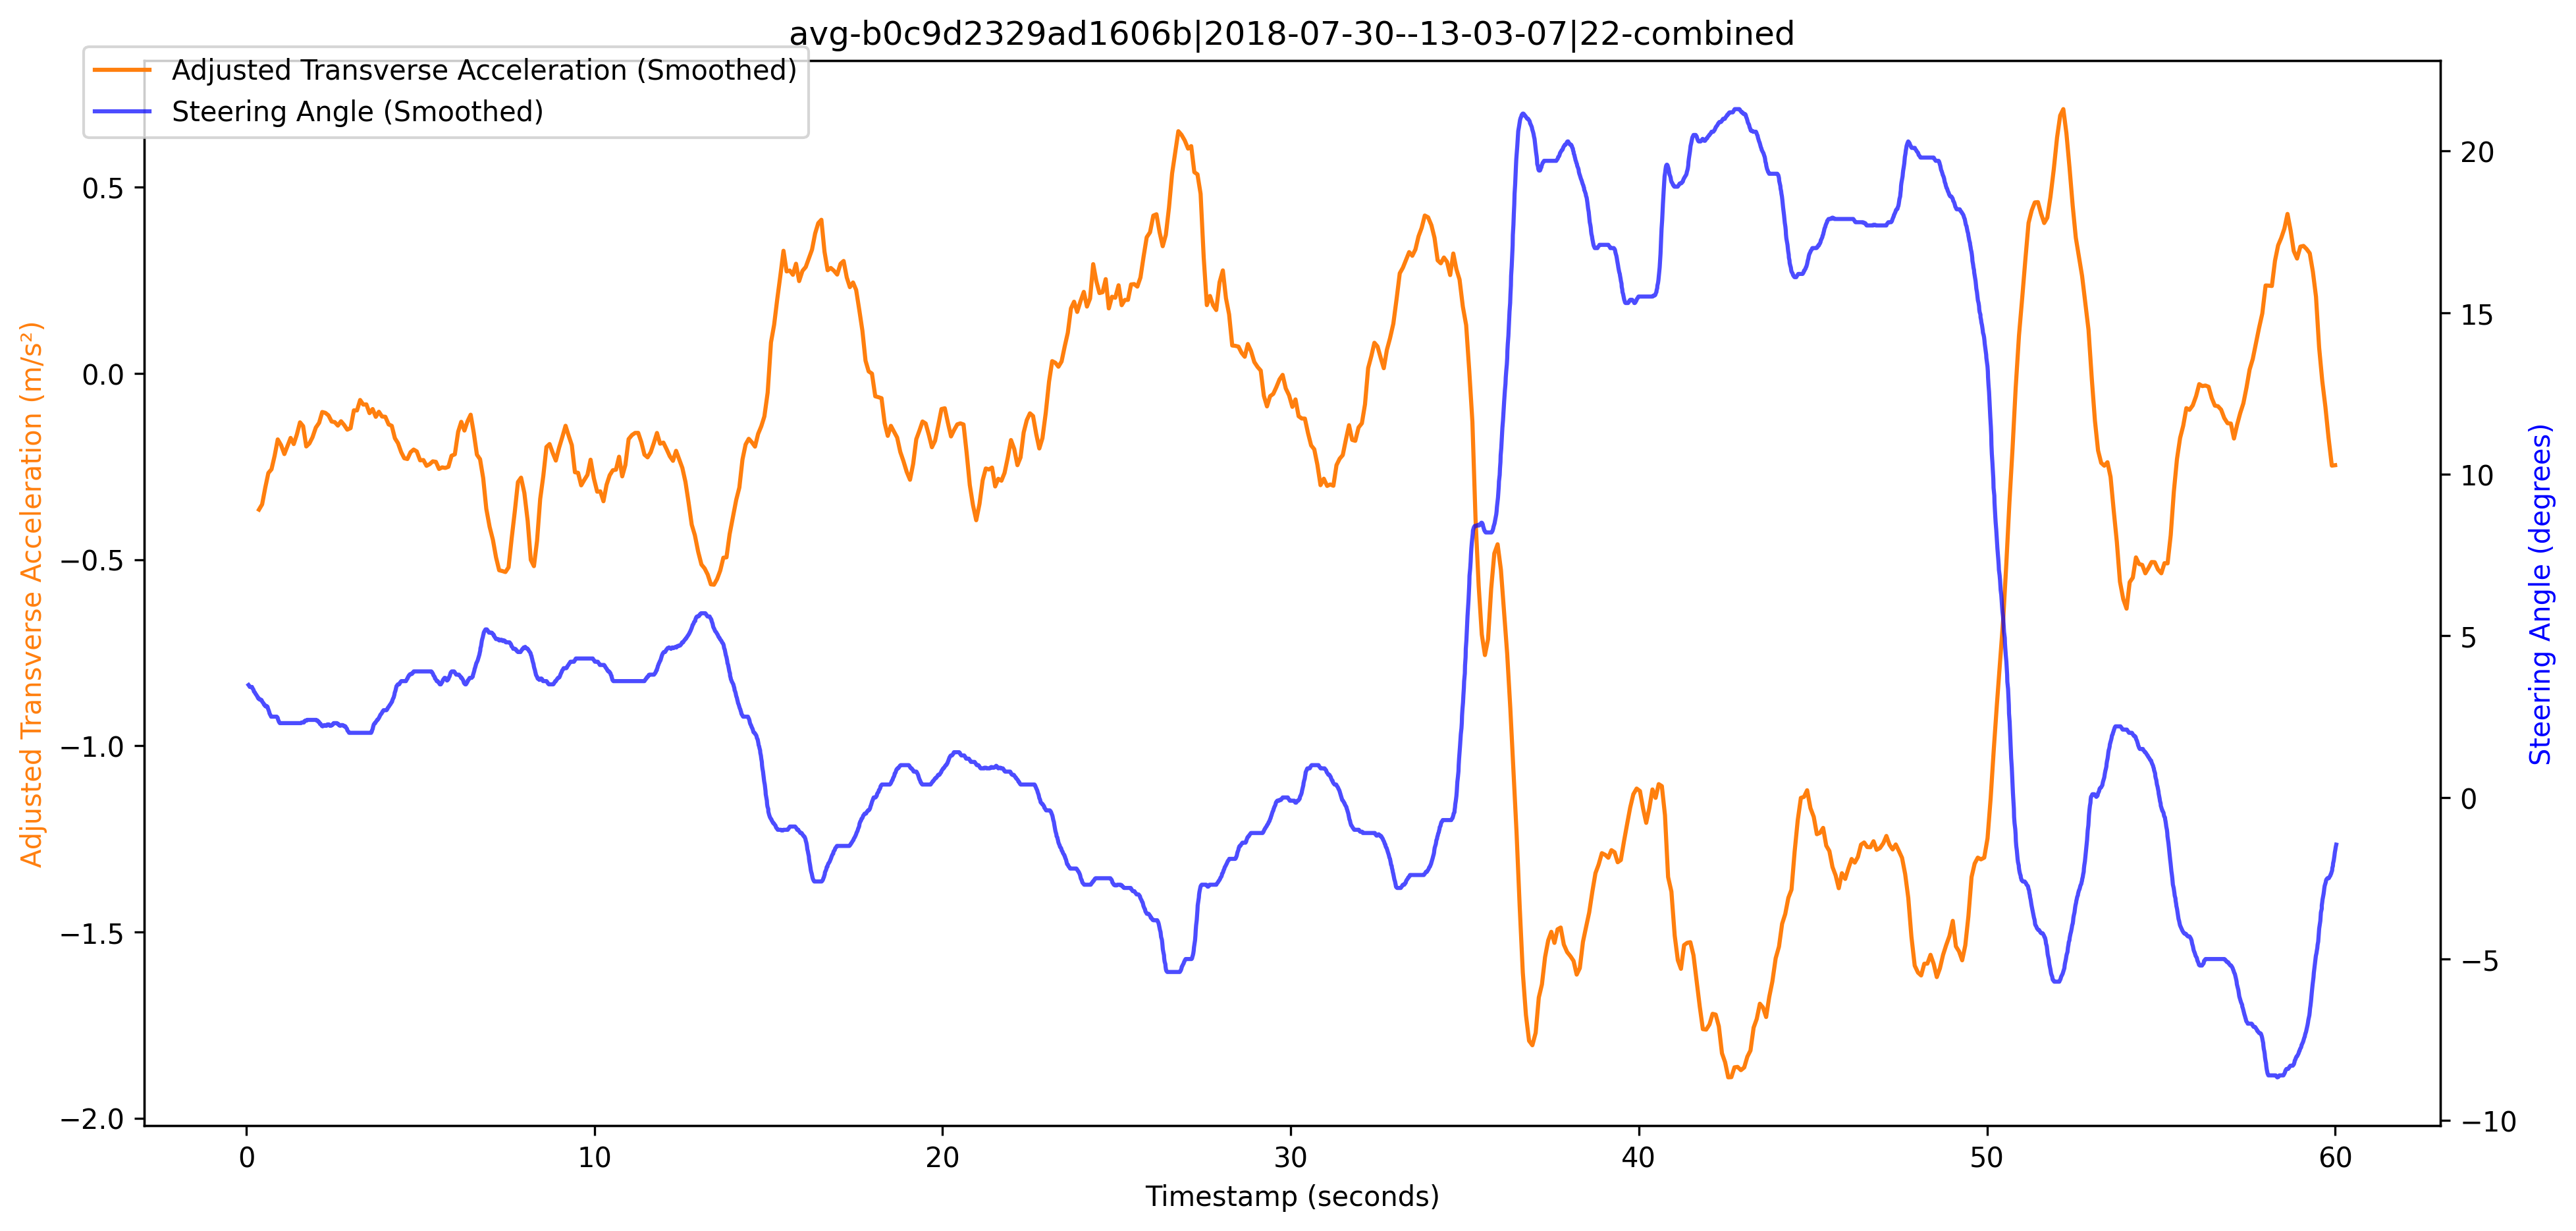 avg-b0c9d2329ad1606b|2018-07-30--13-03-07|22-combined
Adjusted Transverse Acceleration (Smoothed)
Steering Angle (Smoothed)
Adjusted Transverse Acceleration (m/s²)
0.5
0.0
−0.5
−1.0
−1.5
−2.0
20
15
10
5
0
−5
−10
Steering Angle (degrees)
0 10 20 30 40 50 60
Timestamp (seconds)